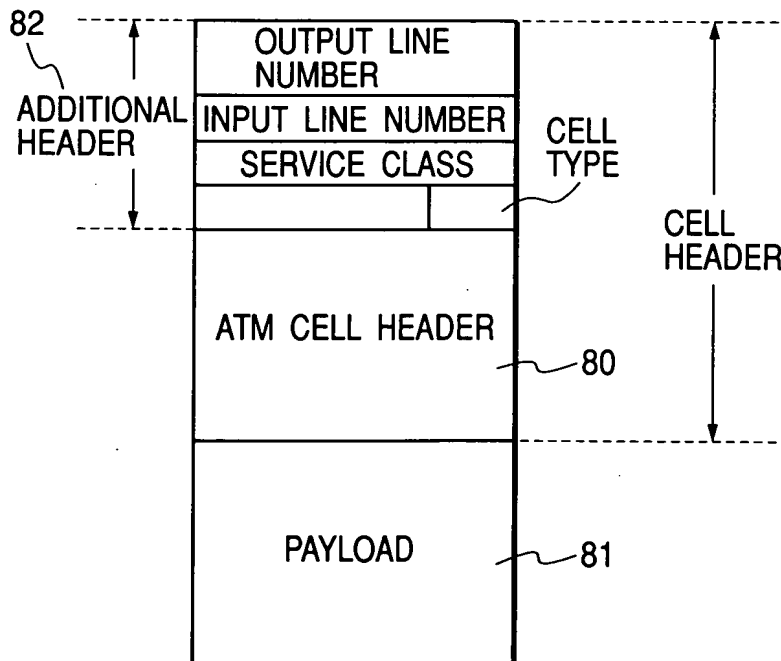 82
OUTPUT LINE
NUMBER
ADDITIONAL
HEADER
INPUT LINE NUMBER
CELL
TYPE
SERVICE CLASS
CELL
HEADER
ATM CELL HEADER
80
PAYLOAD
81